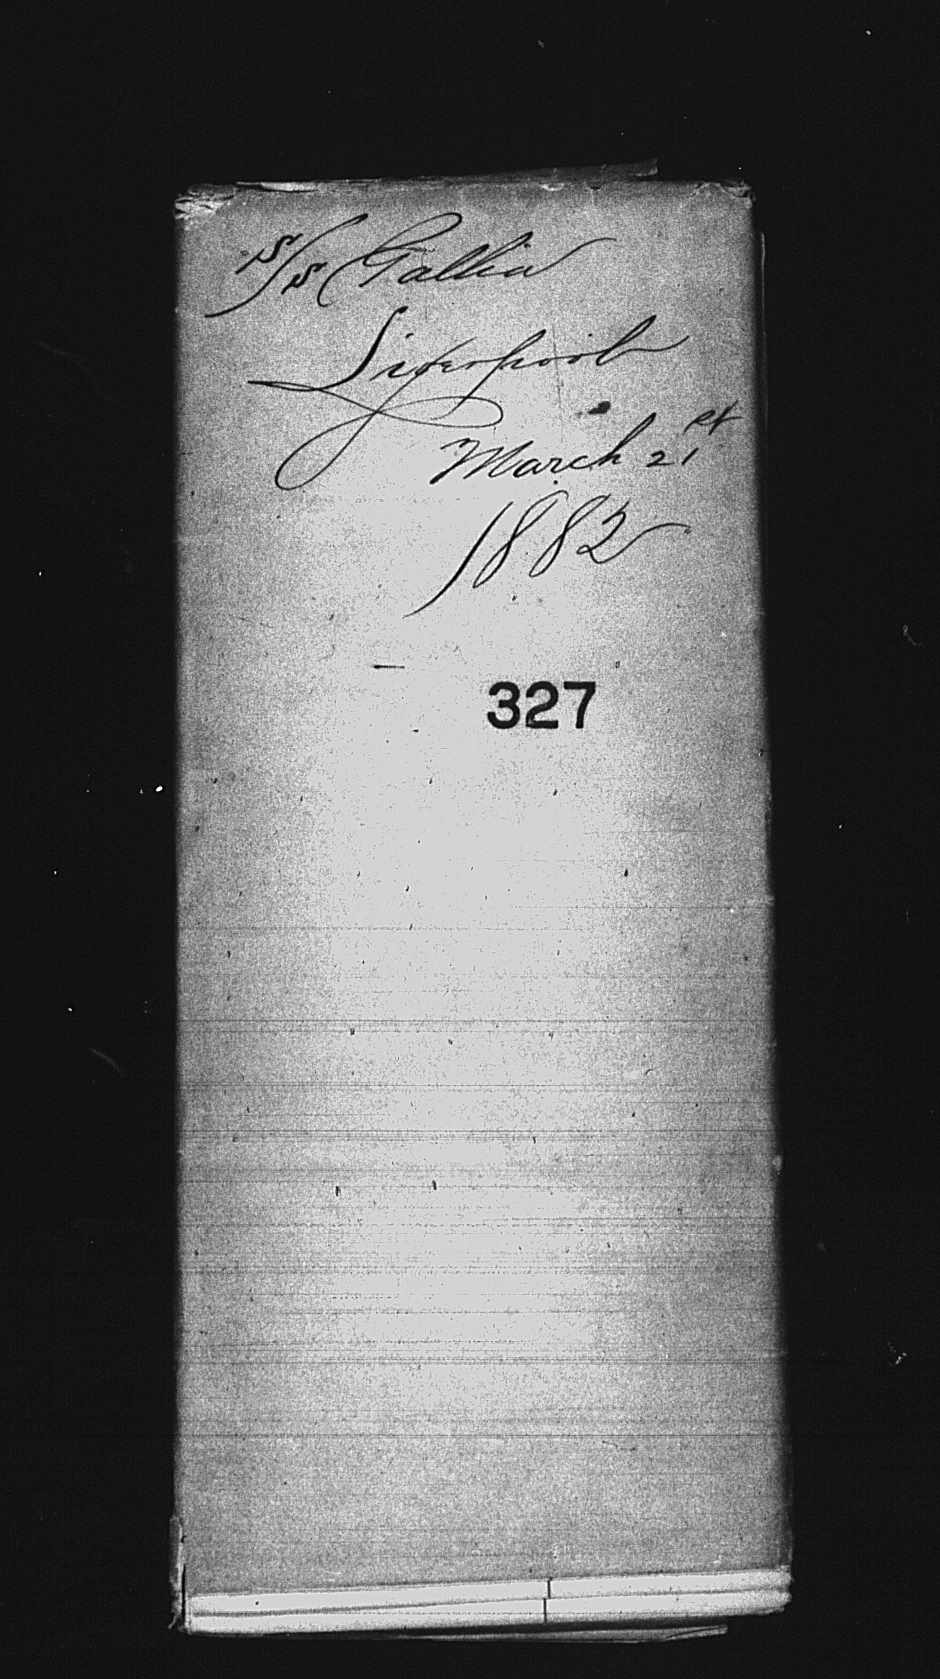 S/S Gallia
Liverpool
March 21st
1882
327